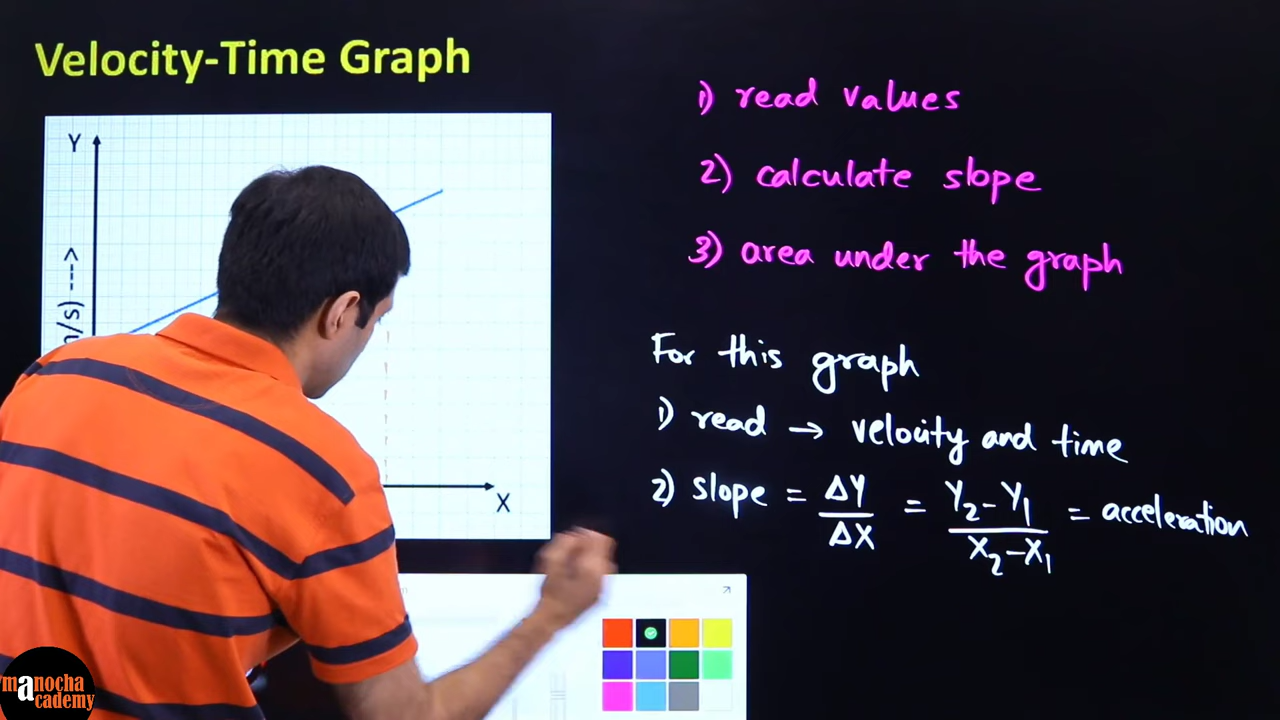 Velocity-Time Graph
Y
/s) --->
X
1) read values
2) calculate slope
3) area under the graph
For this graph
1) read → velocity and time
2) slope = ΔY/ΔX = Y₂-Y₁/X₂-X₁ = acceleration
manocha
academy